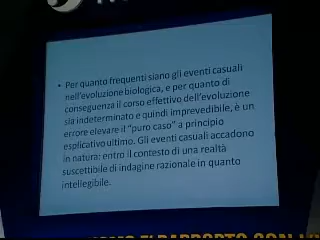 • Per quanto frequenti siano gli eventi casuali
nell'evoluzione biologica, e per quanto di
conseguenza il corso effettivo dell'evoluzione
sia indeterminato e quindi imprevedibile, è un
errore elevare il "puro caso" a principio
esplicativo ultimo. Gli eventi casuali accadono
in natura: entro il contesto di una realtà
suscettibile di indagine razionale in quanto
intellegibile.
RAPPORTO CON